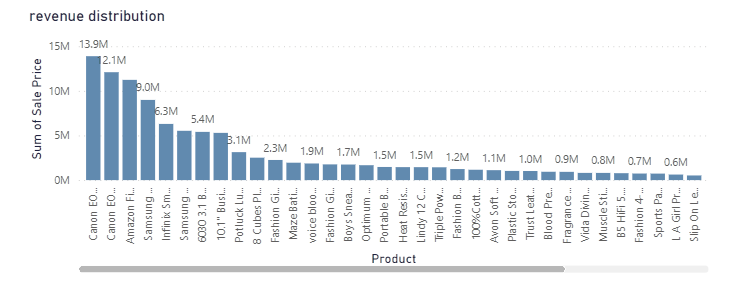 revenue distribution
Sum of Sale Price
15M
10M
5M
0M
13.9M
12.1M
9.0M
6.3M
5.4M
3.1M
2.3M
1.9M
1.7M
1.5M
1.5M
1.2M
1.1M
1.0M
0.9M
0.8M
0.7M
0.6M
Canon EO...
Canon EO...
Amazon Fi...
Samsung ...
Infinix Sm...
Samsung ...
6030 3.1 B...
10.1" Busi...
Potluck Lu...
8 Cubes Pl...
Fashion Gi...
Maze Bati...
voice bloo...
Fashion Gi...
Boys Snea...
Optimum ...
Portable B...
Heat Resis...
Lindy 12 C...
Triple Pow...
Fashion B...
100%Cott...
Avon Soft ...
Plastic Sto...
Trust Leat...
Blood Pre...
Fragrance ...
Vida Divin...
Muscle Sti...
B5 HiFi 5....
Fashion 4-...
Sports Pa...
L A Girl Pr...
Slip On Le...
Product